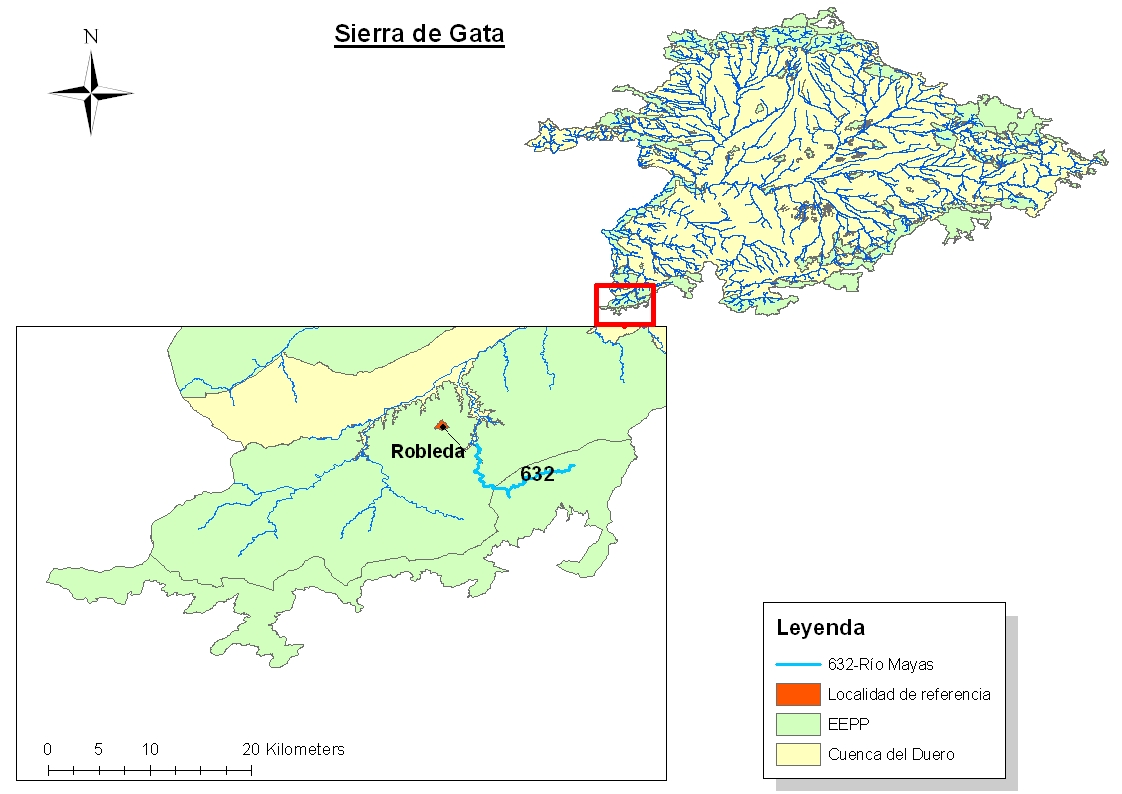 N
Sierra de Gata
Robleda
632
0 5 10 20 Kilometers
Leyenda
632-Río Mayas
Localidad de referencia
EEPP
Cuenca del Duero